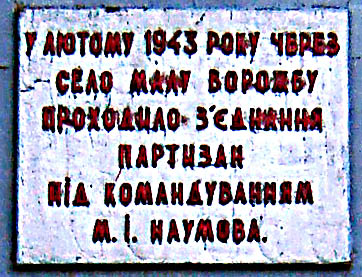 У ЛЮТОМУ 1943 РОКУ ЧЕРЕЗ
СЕЛО МАЛУ ВОРОЖБУ
ПРОХОДИЛО З'ЄДНАННЯ
ПАРТИЗАН
ПІД КОМАНДУВАННЯМ
М. І. НАУМОВА.